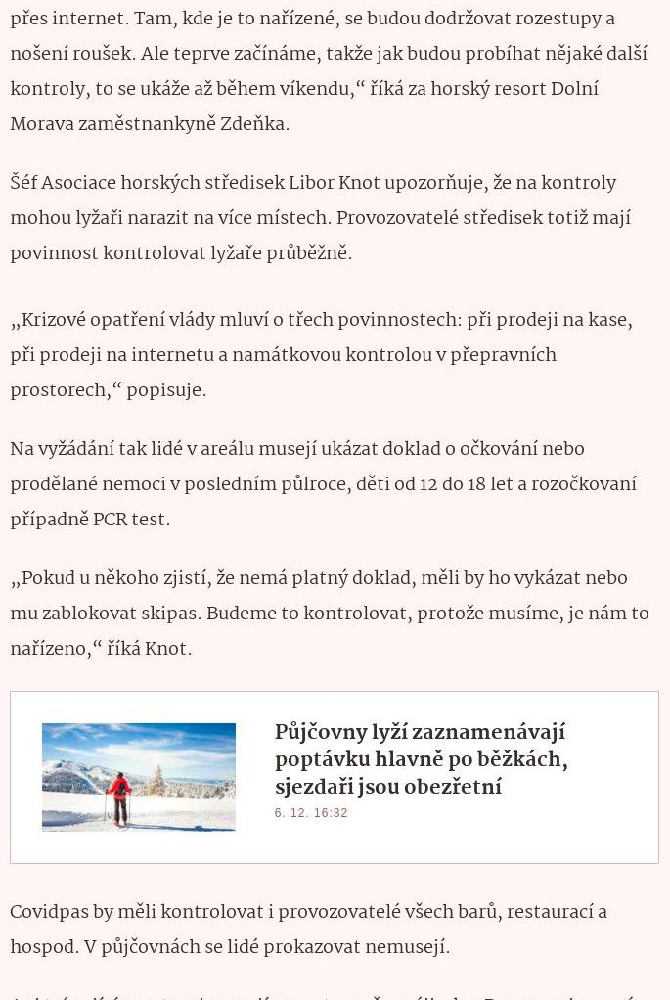 přes internet. Tam, kde je to nařízené, se budou dodržovat rozestupy a
nošení roušek. Ale teprve začínáme, takže jak budou probíhat nějaké další
kontroly, to se ukáže až během víkendu,“ říká za horský resort Dolní
Morava zaměstnankyně Zdeňka.
Šéf Asociace horských středisek Libor Knot upozorňuje, že na kontroly
mohou lyžaři narazit na více místech. Provozovatelé středisek totiž mají
povinnost kontrolovat lyžaře průběžně.
„Krizové opatření vlády mluví o třech povinnostech: při prodeji na kase,
při prodeji na internetu a namátkovou kontrolou v přepravních
prostorech,“ popisuje.
Na vyžádání tak lidé v areálu musejí ukázat doklad o očkování nebo
prodělané nemoci v posledním půlroce, děti od 12 do 18 let a rozočkovaní
případně PCR test.
„Pokud u někoho zjistí, že nemá platný doklad, měli by ho vykázat nebo
mu zablokovat skipas. Budeme to kontrolovat, protože musíme, je nám to
nařízeno,“ říká Knot.
Půjčovny lyží zaznamenávají
poptávku hlavně po běžkách,
sjezdaři jsou obezřetní
6. 12. 16:32
Covidpas by měli kontrolovat i provozovatelé všech barů, restaurací a
hospod. V půjčovnách se lidé prokazovat nemusejí.